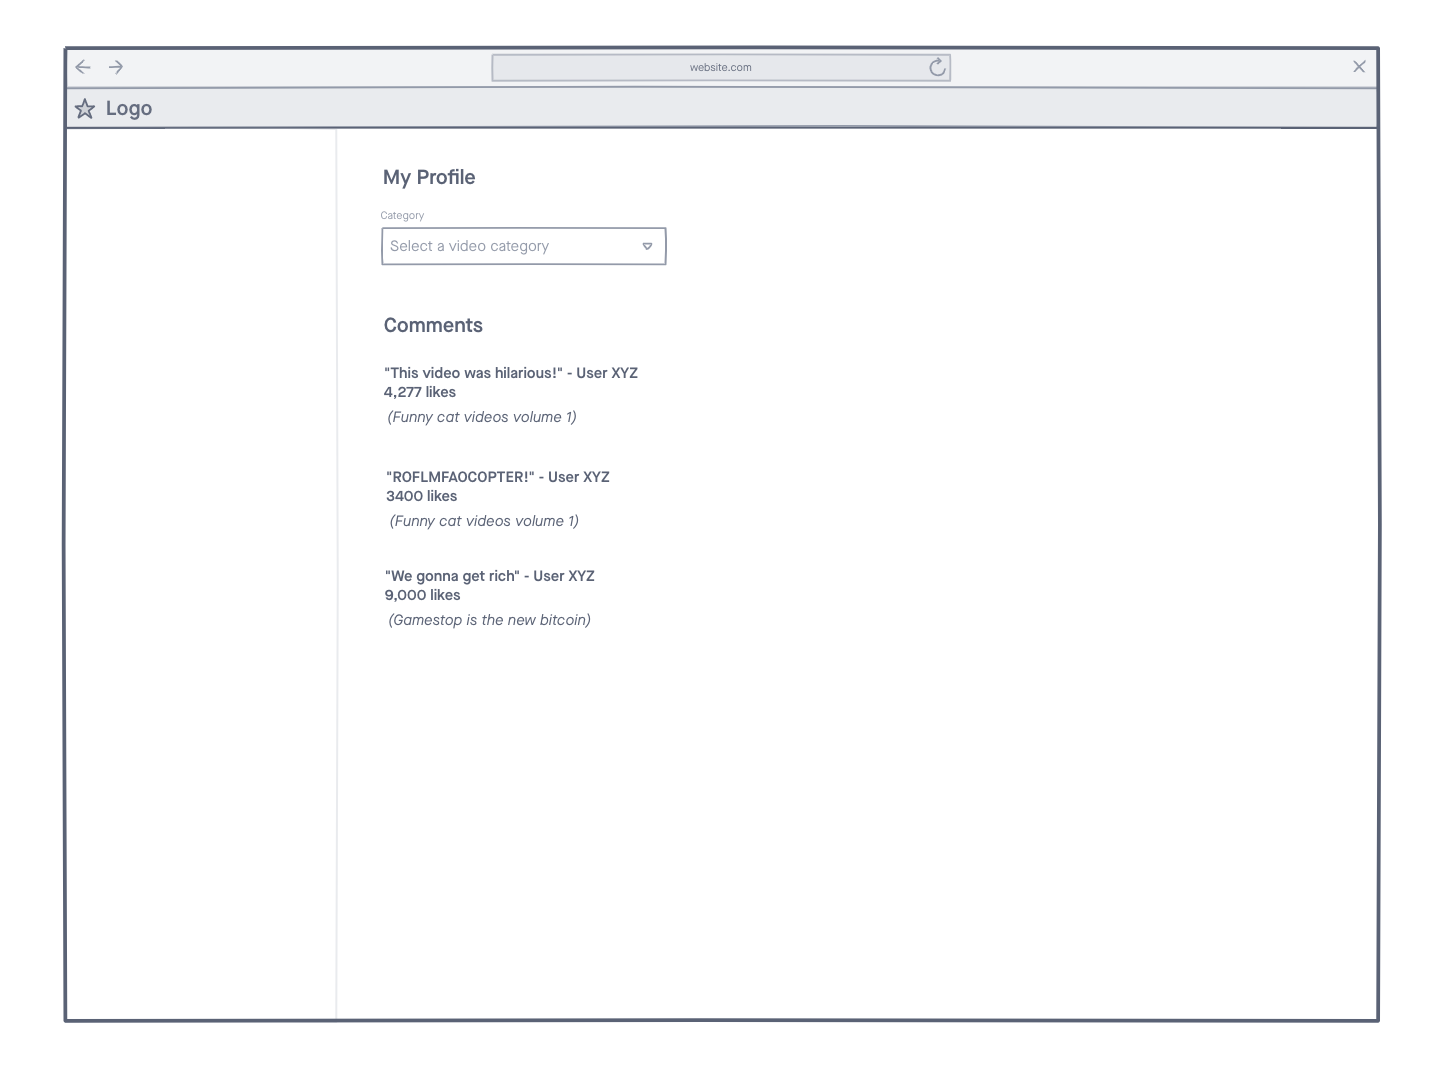 website.com
Logo
My Profile
Category
Select a video category
Comments
"This video was hilarious!" - User XYZ
4,277 likes
(Funny cat videos volume 1)
"ROFLMFAOCOPTER!" - User XYZ
3400 likes
(Funny cat videos volume 1)
"We gonna get rich" - User XYZ
9,000 likes
(Gamestop is the new bitcoin)